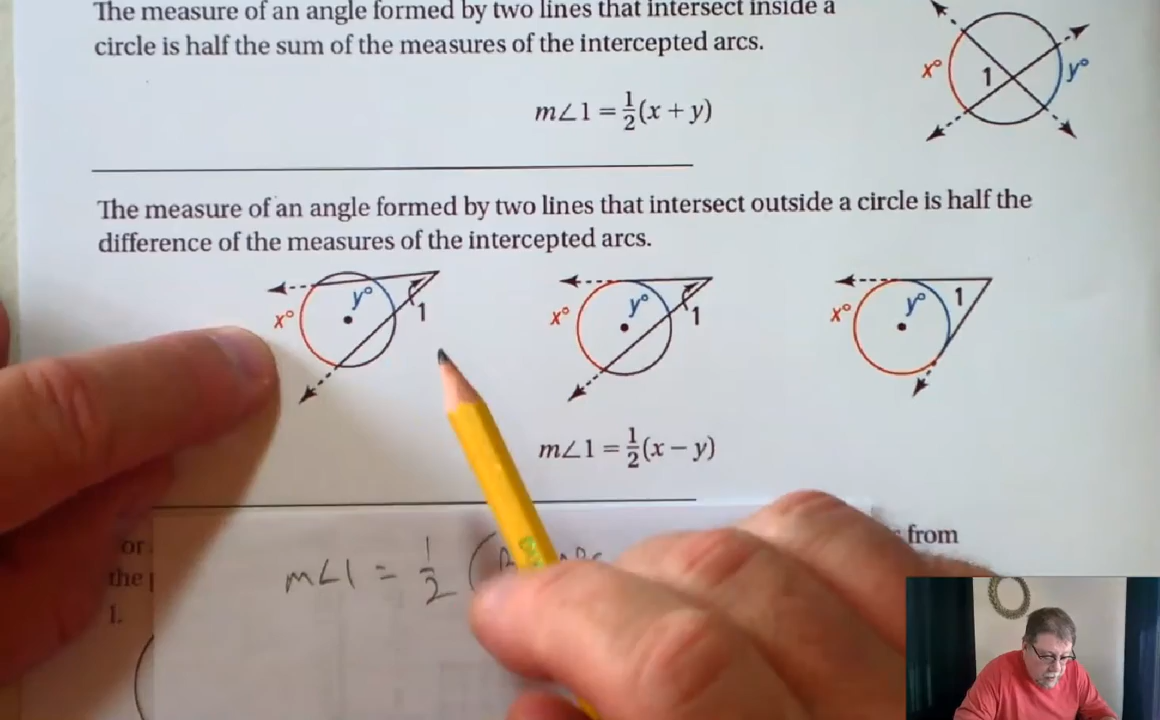 The measure of an angle formed by two lines that intersect inside a
circle is half the sum of the measures of the intercepted arcs.
x° 1 y°
m∠1 = 1/2(x + y)
The measure of an angle formed by two lines that intersect outside a circle is half the
difference of the measures of the intercepted arcs.
x° y° 1
x° y° 1
x° y° 1
m∠1 = 1/2(x − y)
or
from
m∠1 = 1/2 (
the
1.